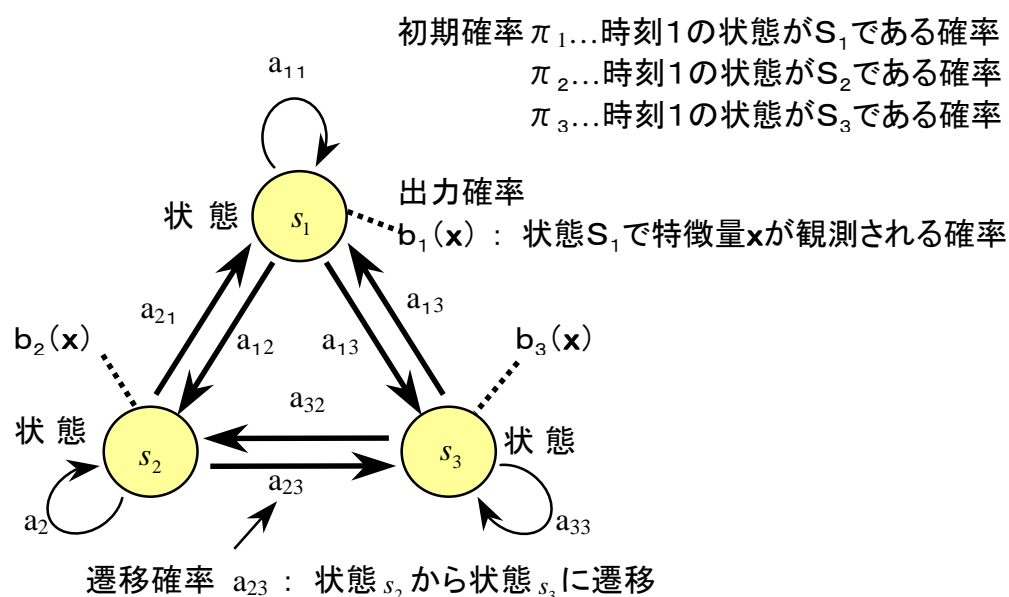 初期確率 π₁…時刻1の状態がS₁である確率
π₂…時刻1の状態がS₂である確率
π₃…時刻1の状態がS₃である確率
a₁₁
状 態
s₁
出力確率
b₁(x) : 状態S₁で特徴量xが観測される確率
a₂₁
a₁₂
a₁₃
a₁₃
b₂(x)
b₃(x)
a₃₂
状 態
s₂
s₃
状 態
a₂₃
a₂
a₃₃
遷移確率 a₂₃ : 状態s₂から状態s₃に遷移